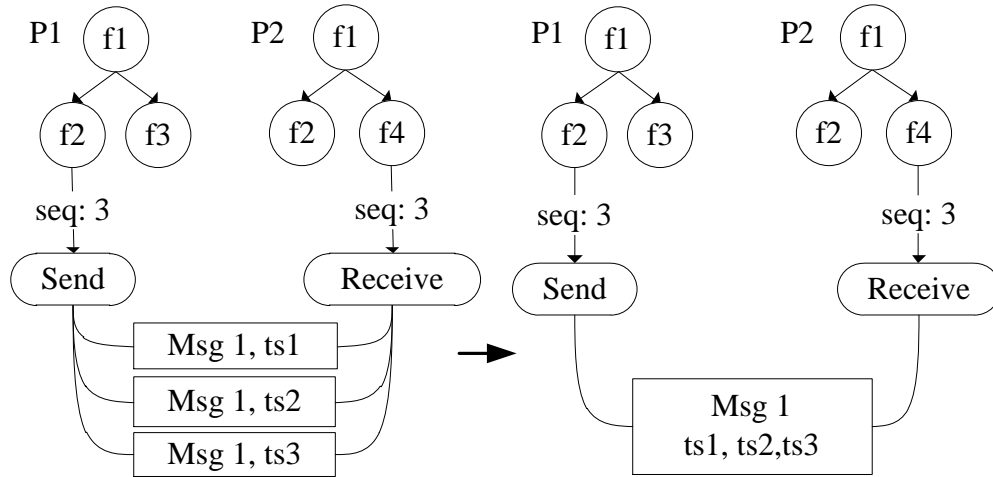 P1
f1
P2
f1
f2
f3
f2
f4
seq: 3
seq: 3
Send
Receive
Msg 1, ts1
Msg 1, ts2
Msg 1, ts3
P1
f1
P2
f1
f2
f3
f2
f4
seq: 3
seq: 3
Send
Receive
Msg 1
ts1, ts2,ts3